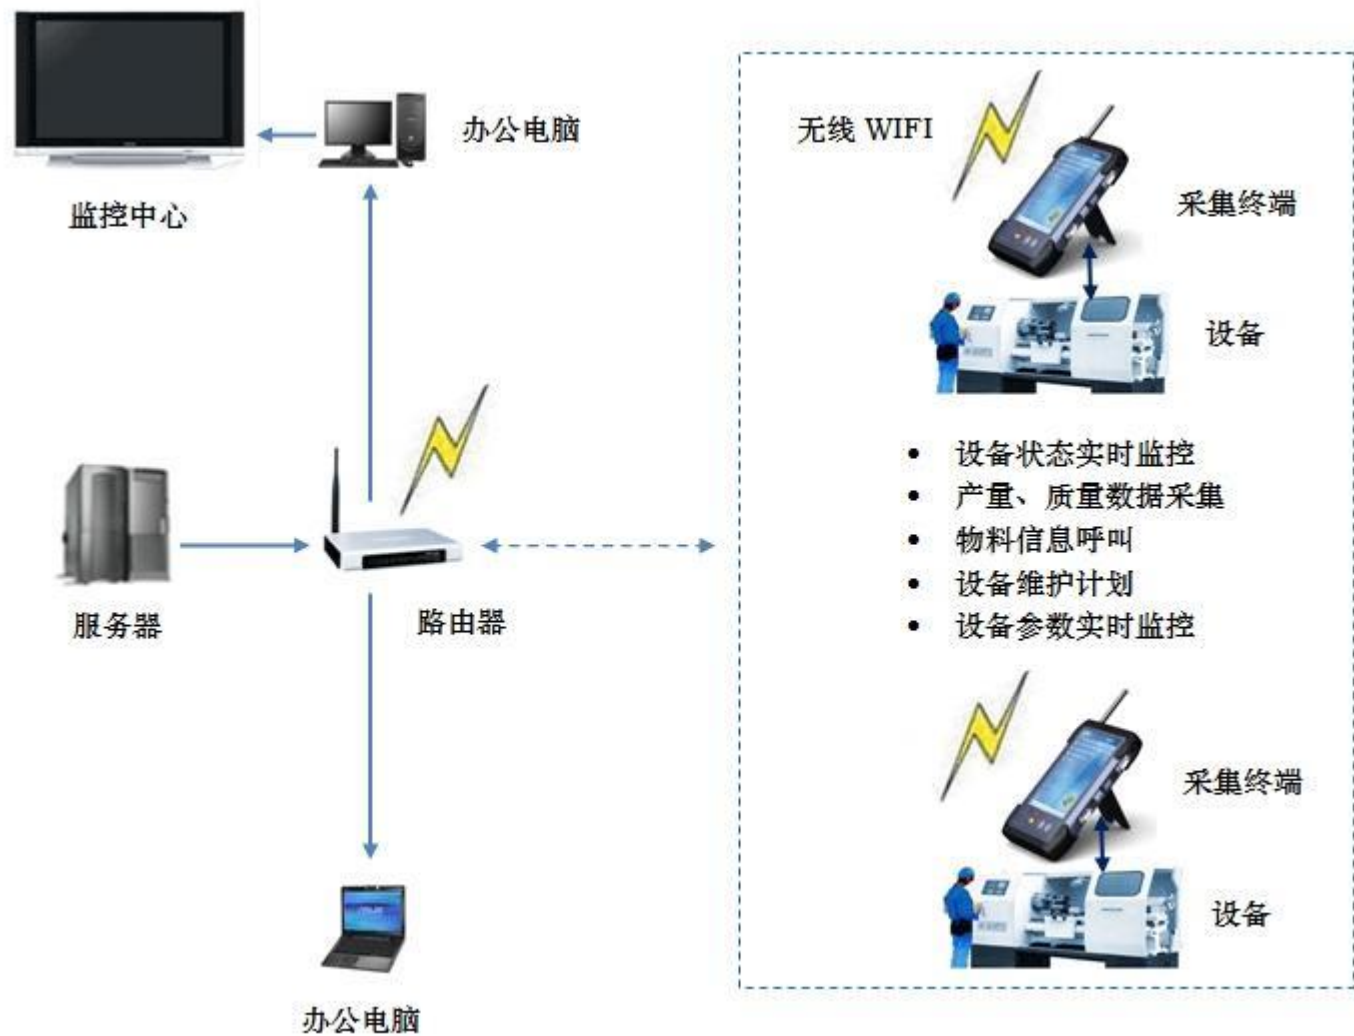 办公电脑
监控中心
服务器
路由器
办公电脑
无线 WIFI
采集终端
设备
• 设备状态实时监控
• 产量、质量数据采集
• 物料信息呼叫
• 设备维护计划
• 设备参数实时监控
采集终端
设备